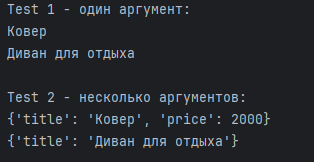 Test 1 - один аргумент:
Ковер
Диван для отдыха
Test 2 - несколько аргументов:
{'title': 'Ковер', 'price': 2000}
{'title': 'Диван для отдыха'}